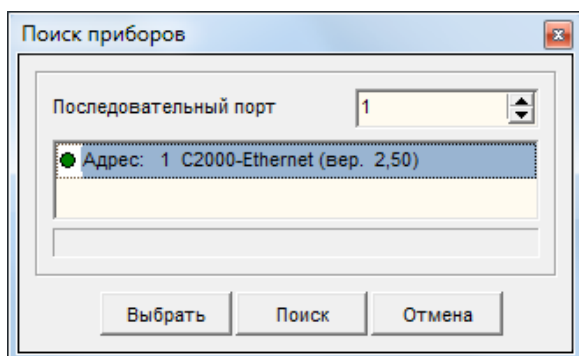 Поиск приборов
Последовательный порт 1
Адрес: 1 С2000-Ethernet (вер. 2,50)
Выбрать Поиск Отмена